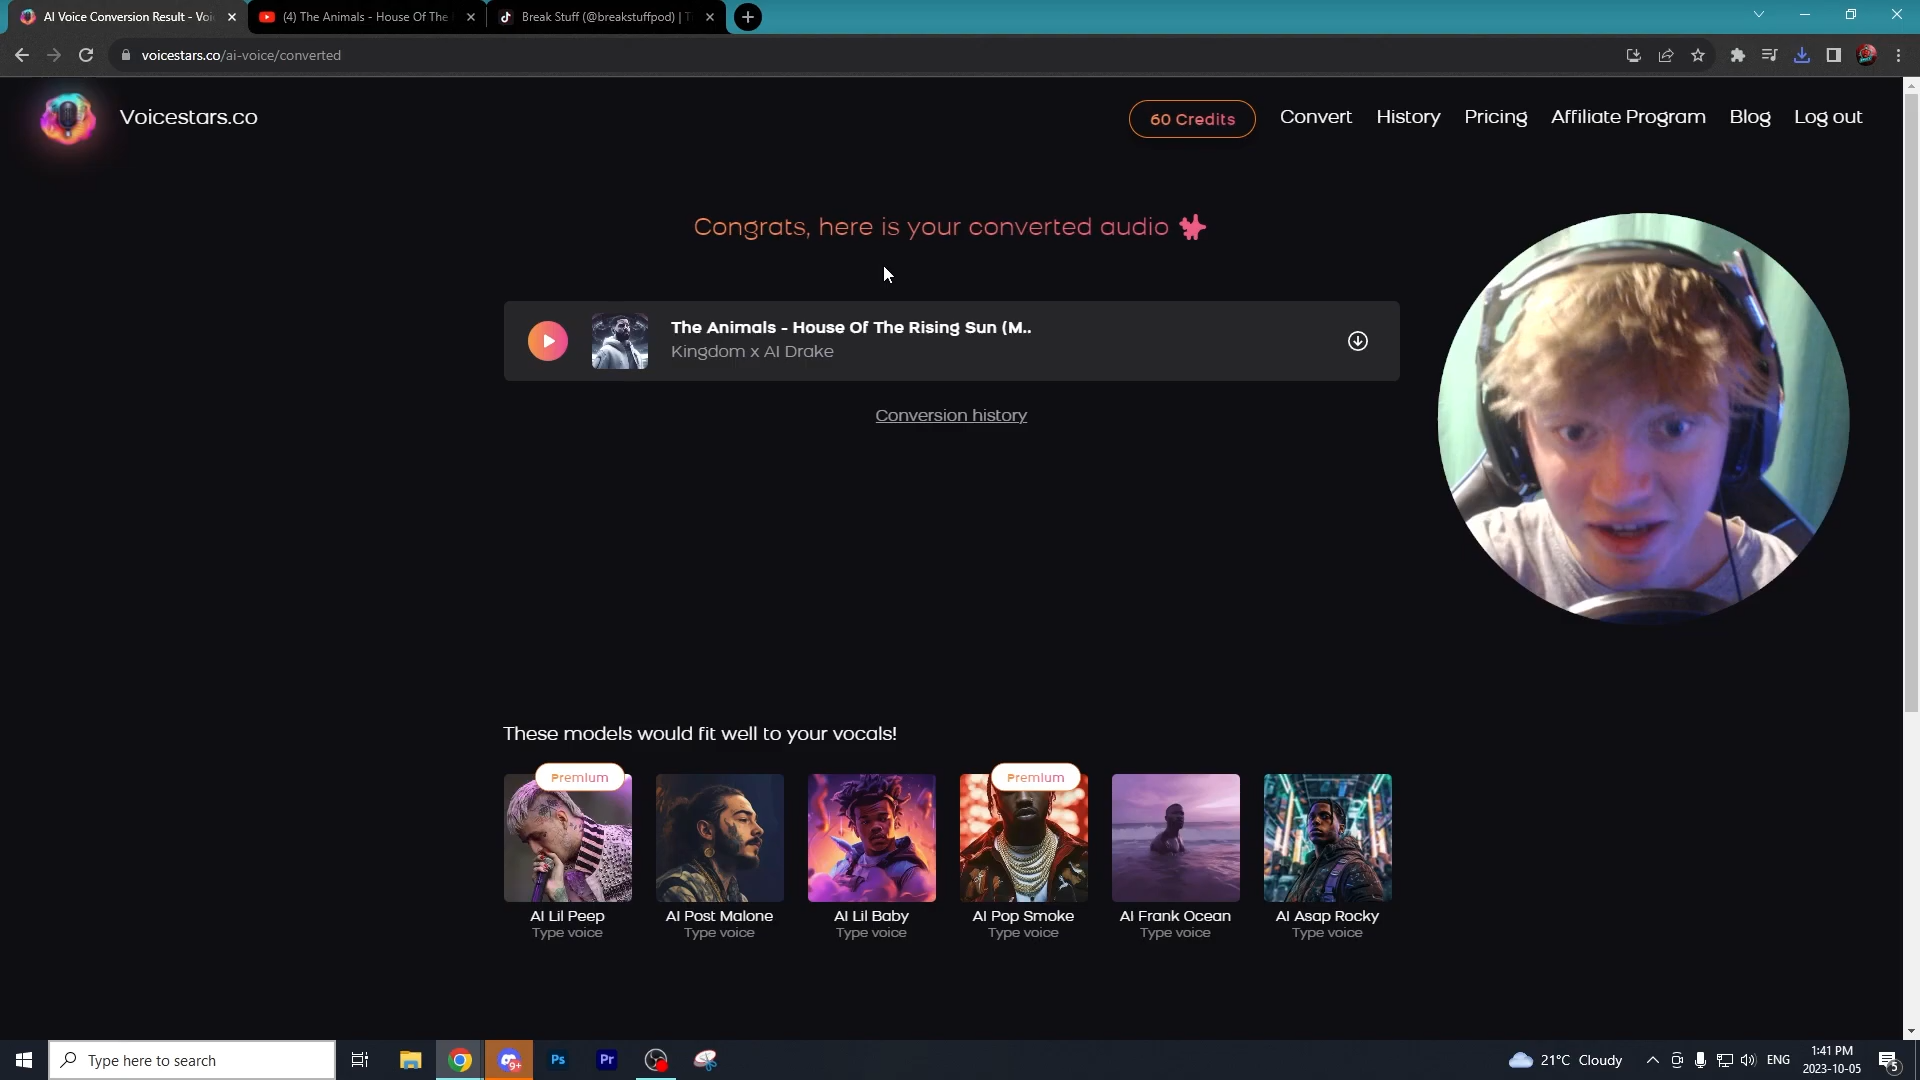 AI Voice Conversion Result - Voi
(4) The Animals - House Of The
Break Stuff (@breakstuffpod) | T
voicestars.co/ai-voice/converted
Voicestars.co
60 Credits
Convert
History
Pricing
Affiliate Program
Blog
Log out
Congrats, here is your converted audio
The Animals - House Of The Rising Sun (M..
Kingdom x AI Drake
Conversion history
These models would fit well to your vocals!
Premium
Premium
AI Lil Peep
Type voice
AI Post Malone
Type voice
AI Lil Baby
Type voice
AI Pop Smoke
Type voice
AI Frank Ocean
Type voice
AI Asap Rocky
Type voice
Type here to search
9+
Ps
Pr
21°C Cloudy
ENG
1:41 PM
2023-10-05
5